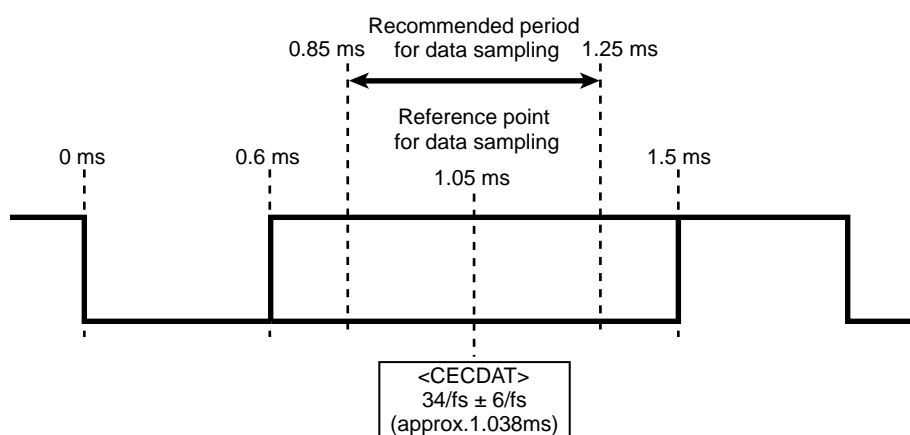 Recommended period
for data sampling
0.85 ms
1.25 ms
Reference point
for data sampling
0 ms
0.6 ms
1.05 ms
1.5 ms
<CECDAT>
34/fs ± 6/fs
(approx.1.038ms)